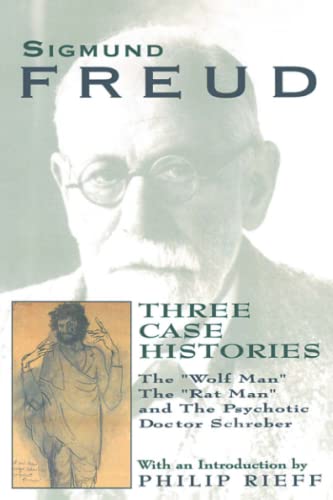 SIGMUND
FREUD
THREE
CASE
HISTORIES
The "Wolf Man"
The "Rat Man"
and The Psychotic
Doctor Schreber
With an Introduction by
PHILIP RIEFF